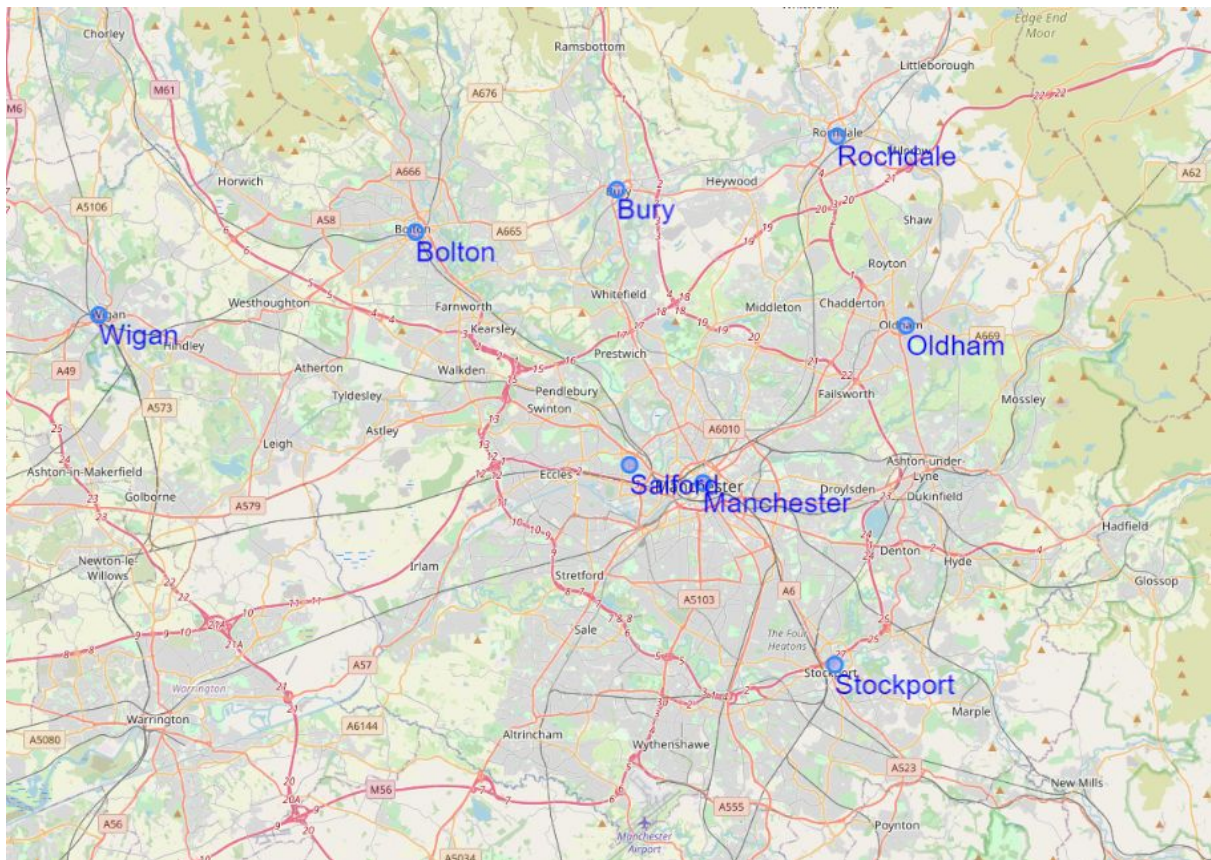 Chorley
Ramsbottom
Edge End
Moor
Littleborough
M61
A676
M6
Rochdale
Rochdale
Milnrow
A62
A666
Horwich
Heywood
Bury
Shaw
A5106
A58
Bolton
Bolton
A665
Royton
Westhoughton
Farnworth
Whitefield
Middleton
Chadderton
Wigan
Wigan
Kearsley
Oldham
Oldham
A669
Hindley
Prestwich
Atherton
Walkden
A49
Pendlebury
Tyldesley
Swinton
Failsworth
Mossley
A573
Astley
A6010
Leigh
Ashton-in-Makerfield
Eccles
Salford
Manchester
Ashton-under-
Lyne
Droylsden
Dukinfield
Golborne
A579
Hadfield
Newton-le-
Willows
Irlam
Stretford
Denton
Hyde
Glossop
A5103
A6
Sale
The Four
Heatons
A57
Stockport
Stockport
Warrington
Warrington
A6144
Marple
A5080
Altrincham
Wythenshawe
A523
New Mills
M56
A56
A555
Poynton
Manchester
Airport
A5034